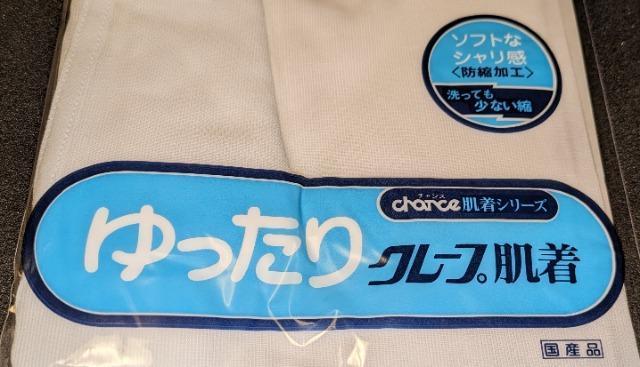 ソフトな
シャリ感
〈防縮加工〉
洗っても
少ない縮
チャンス
chance肌着シリーズ
ゆったり クレープ肌着
国産品